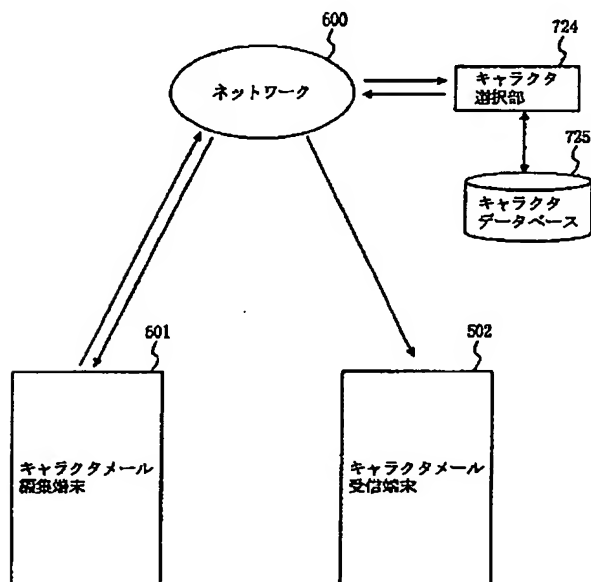 600
ネットワーク
724
キャラクタ
選択部
725
キャラクタ
データベース
601
キャラクタメール
編集端末
502
キャラクタメール
受信端末